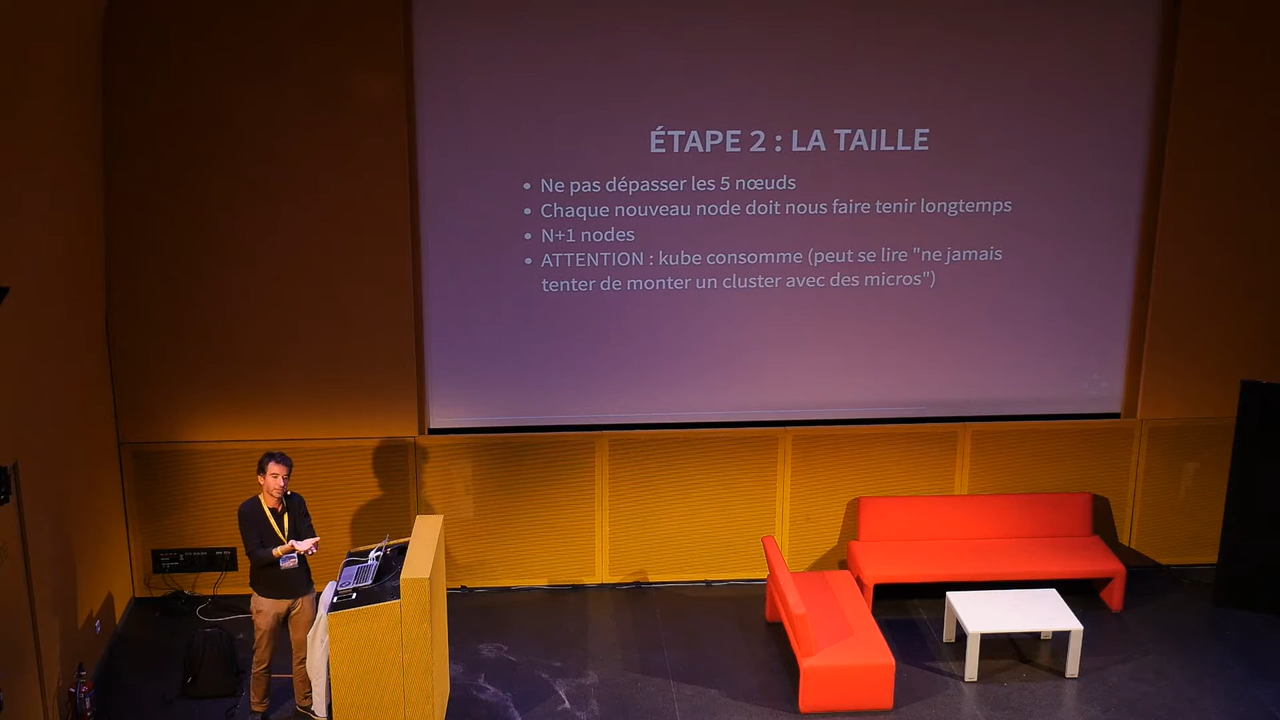 ÉTAPE 2 : LA TAILLE
• Ne pas dépasser les 5 nœuds
• Chaque nouveau node doit nous faire tenir longtemps
• N+1 nodes
• ATTENTION : kube consomme (peut se lire "ne jamais
tenter de monter un cluster avec des micros")